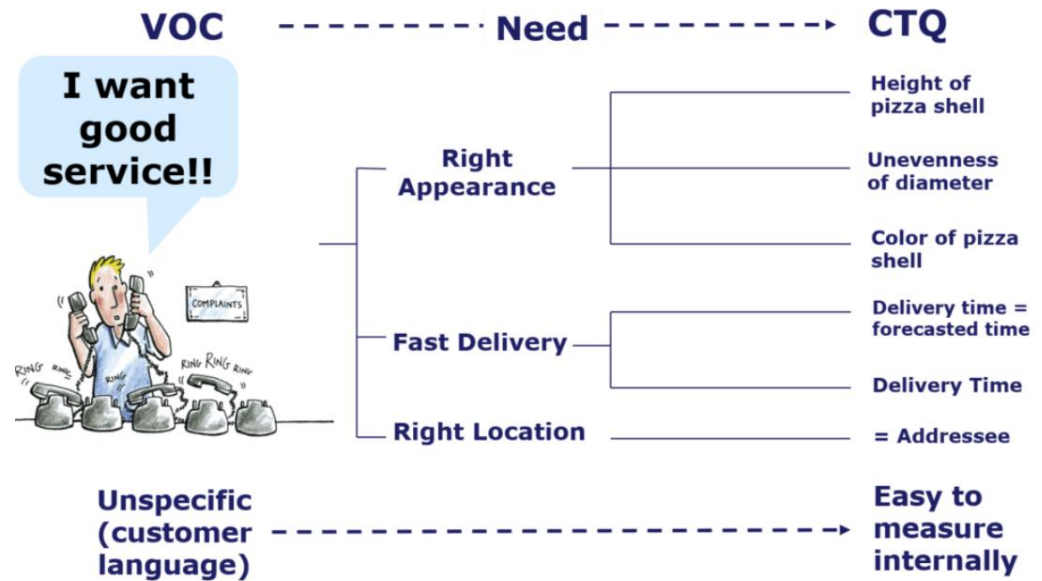 VOC
Need
CTQ
I want
good
service!!
COMPLAINTS
RING
RING
RING
RING
RING
RING
Right
Appearance
Fast Delivery
Right Location
Height of
pizza shell
Unevenness
of diameter
Color of pizza
shell
Delivery time =
forecasted time
Delivery Time
= Addressee
Unspecific
(customer
language)
Easy to
measure
internally